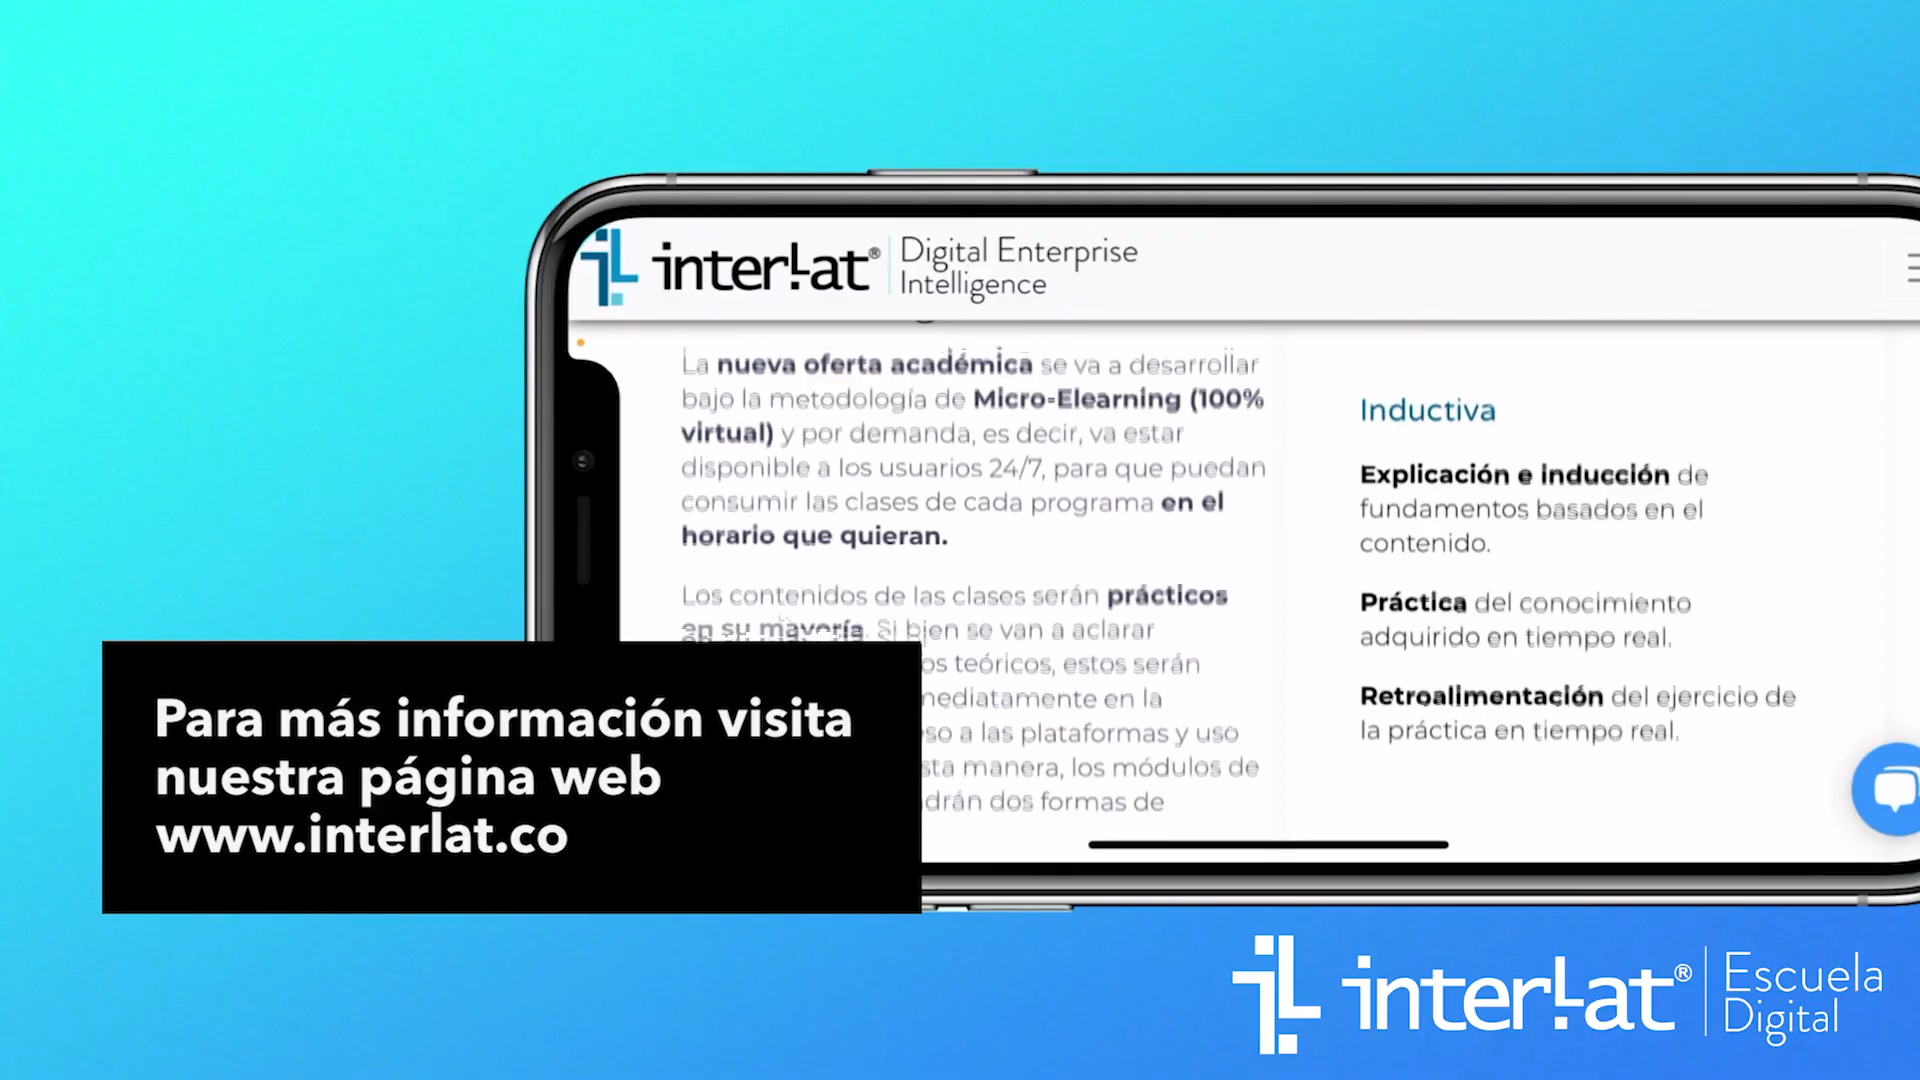 interlat® Digital Enterprise
Intelligence
La nueva oferta académica se va a desarrollar
bajo la metodología de Micro-Elearning (100%
virtual) y por demanda, es decir, va estar
disponible a los usuarios 24/7, para que puedan
consumir las clases de cada programa en el
horario que quieran.
Los contenidos de las clases serán prácticos
en su mayoría. Si bien se van a aclarar
os teóricos, estos serán
nediatamente en la
so a las plataformas y uso
sta manera, los módulos de
drán dos formas de
Inductiva
Explicación e inducción de
fundamentos basados en el
contenido.
Práctica del conocimiento
adquirido en tiempo real.
Retroalimentación del ejercicio de
la práctica en tiempo real.
Para más información visita
nuestra página web
www.interlat.co
interlat® Escuela
Digital